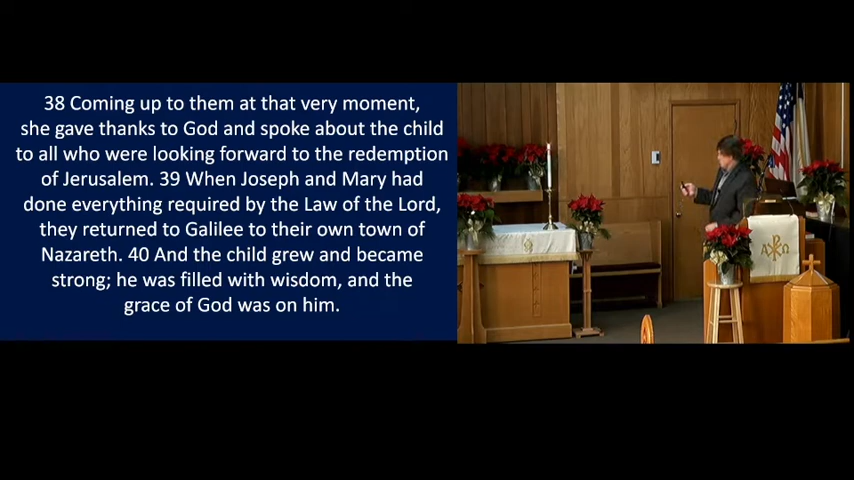 38 Coming up to them at that very moment,
she gave thanks to God and spoke about the child
to all who were looking forward to the redemption
of Jerusalem. 39 When Joseph and Mary had
done everything required by the Law of the Lord,
they returned to Galilee to their own town of
Nazareth. 40 And the child grew and became
strong; he was filled with wisdom, and the
grace of God was on him.
Α Ω